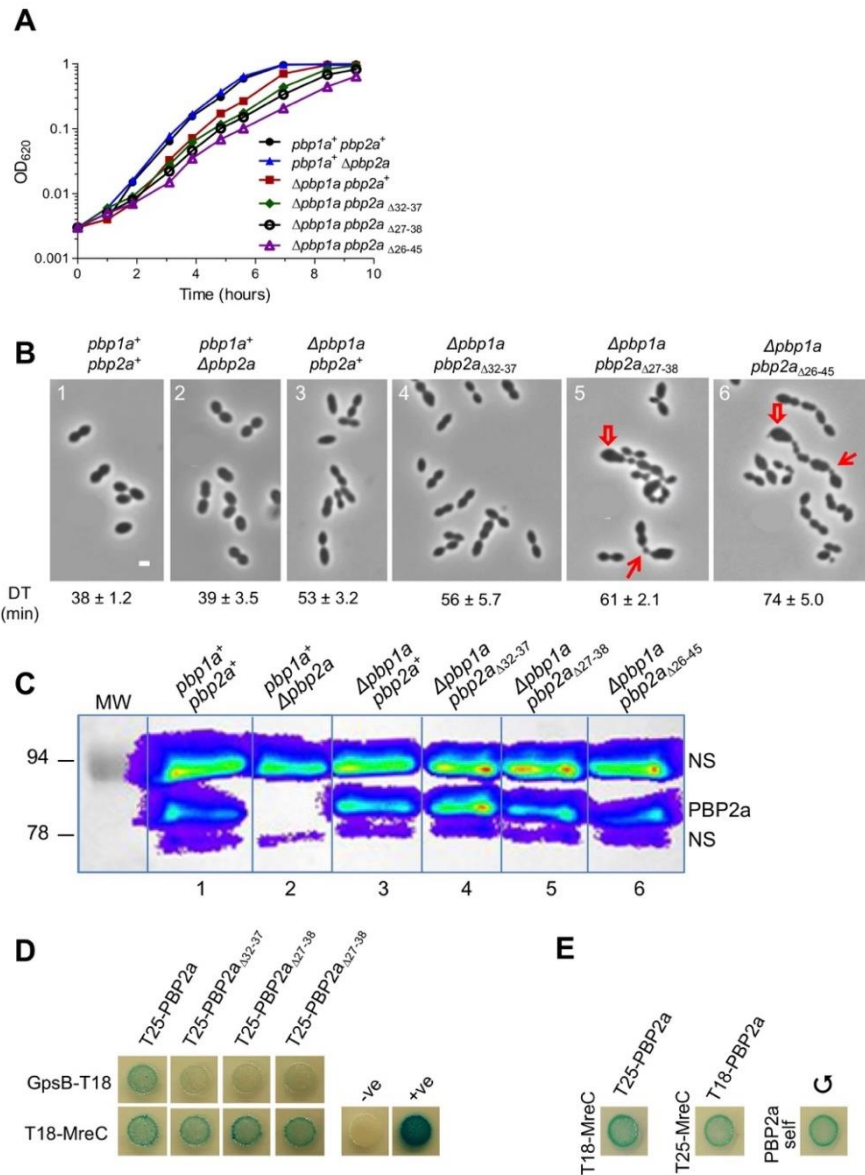 A
1
0.1
0.01
0.001
OD620
0 2 4 6 8 10
Time (hours)
pbp1a+ pbp2a+
pbp1a+ Δpbp2a
Δpbp1a pbp2a+
Δpbp1a pbp2a Δ32-37
Δpbp1a pbp2a Δ27-38
Δpbp1a pbp2a Δ26-45
B
pbp1a+ pbp2a+
pbp1a+ Δpbp2a
Δpbp1a pbp2a+
Δpbp1a pbp2aΔ32-37
Δpbp1a pbp2aΔ27-38
Δpbp1a pbp2aΔ26-45
1 2 3 4 5 6
DT (min)
38 ± 1.2 39 ± 3.5 53 ± 3.2 56 ± 5.7 61 ± 2.1 74 ± 5.0
C
MW
pbp1a+ pbp2a+
pbp1a+ Δpbp2a
Δpbp1a pbp2a+
Δpbp1a pbp2aΔ32-37
Δpbp1a pbp2aΔ27-38
Δpbp1a pbp2aΔ26-45
94
78
NS
PBP2a
NS
1 2 3 4 5 6
D
T25-PBP2a
T25-PBP2aΔ32-37
T25-PBP2aΔ27-38
T25-PBP2aΔ27-38
GpsB-T18
T18-MreC
-ve
+ve
E
T18-MreC
T25-PBP2a
T25-MreC
T18-PBP2a
PBP2a
self